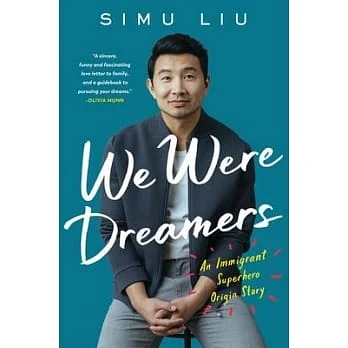 SIMU LIU
"A sincere,
funny and fascinating
love letter to family,
and a guidebook to
pursuing your dreams."
-OLIVIA MUNN
We Were
Dreamers
An Immigrant
Superhero
Origin Story